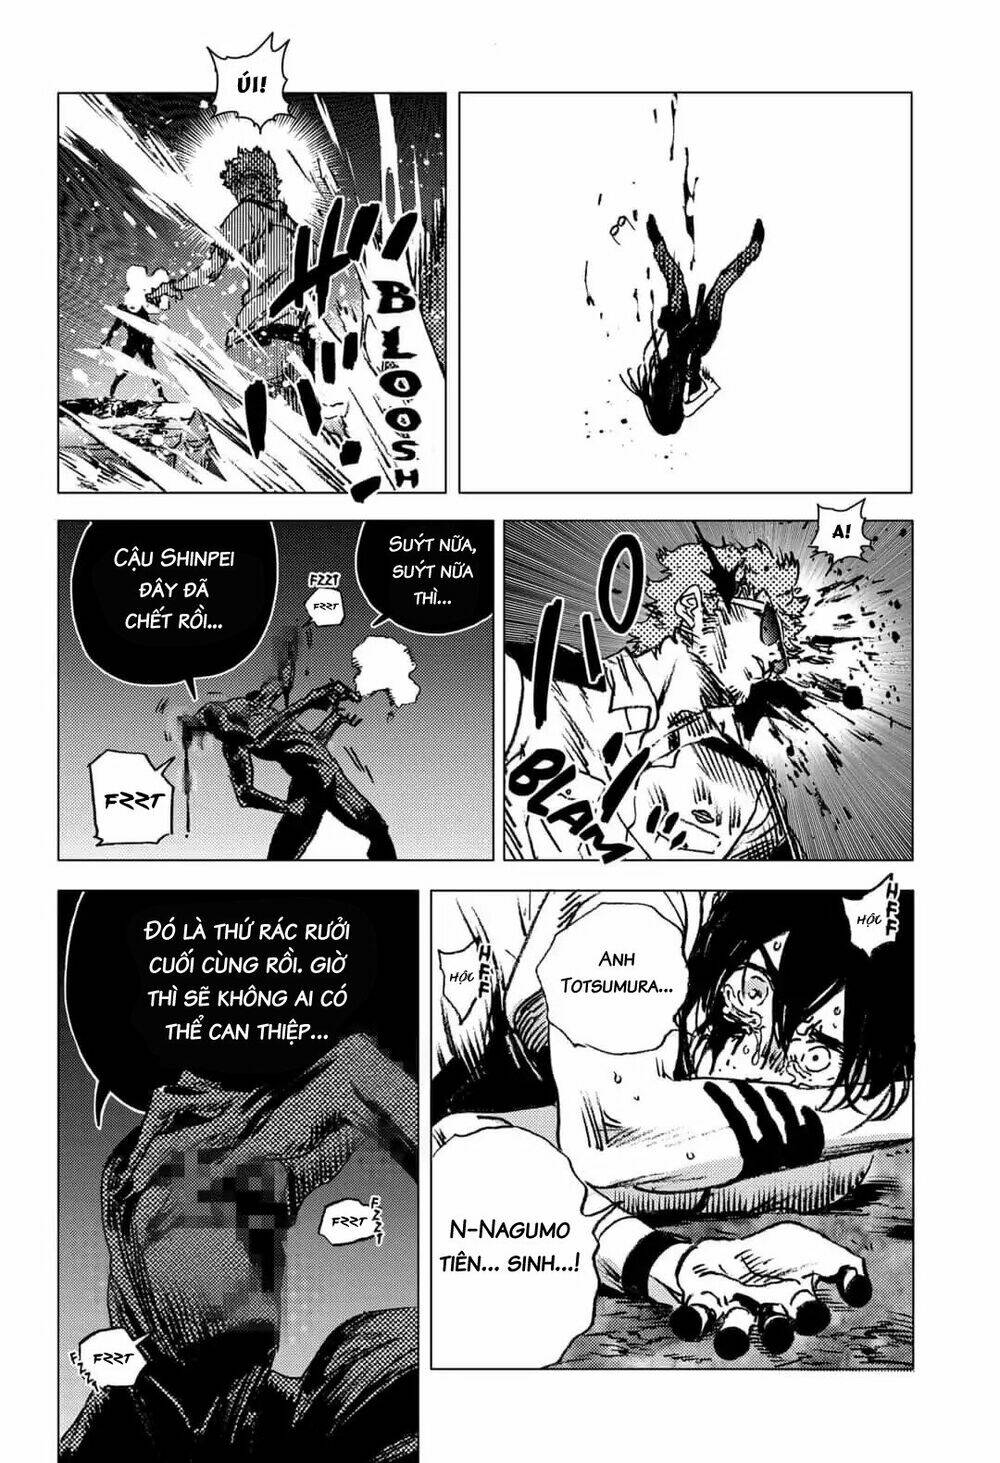 ÚI!
BLOOSH
SUÝT NỮA,
SUÝT NỮA
THÌ...
CẬU SHINPEI
ĐÂY ĐÃ
CHẾT RỒI...
FZZT
FZZT
FZZT
A!
BLAM
ĐÓ LÀ THỨ RÁC RƯỞI
CUỐI CÙNG RỒI. GIỜ
THÌ SẼ KHÔNG AI CÓ
THỂ CAN THIỆP...
FZZT
FZZT
FZZT
HỘC
HFF
HỘC
HFF
ANH
TOTSUMURA...
N-NAGUMO
TIÊN... SINH...!